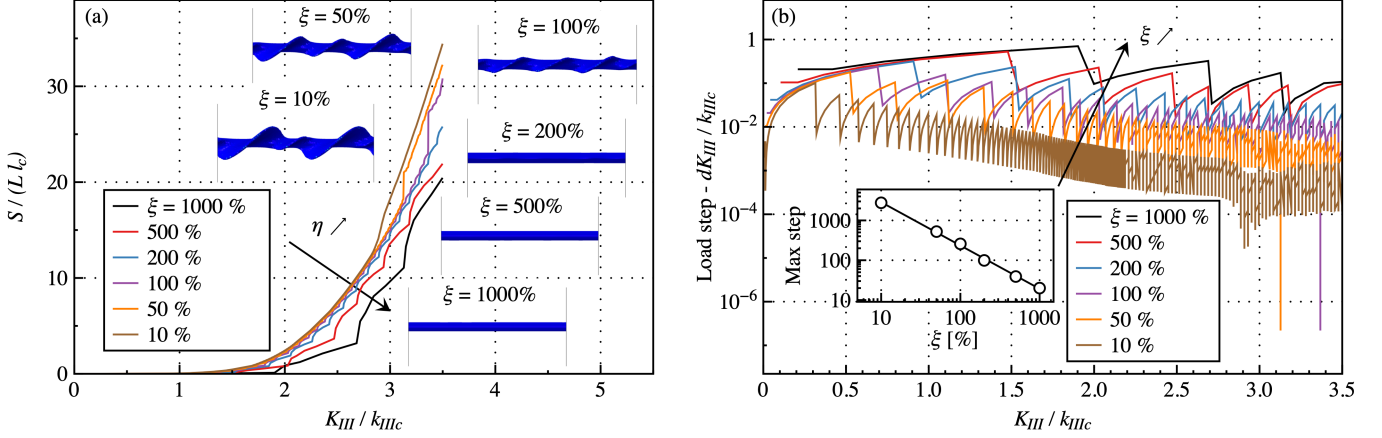 (a)
ξ = 50%
ξ = 100%
ξ = 10%
ξ = 200%
ξ = 500%
ξ = 1000%
η ↗
ξ = 1000 %
500 %
200 %
100 %
50 %
10 %
S / (L l_c)
0
10
20
30
0 1 2 3 4 5
K_III / k_IIIc
(b)
ξ ↗
Load step - dK_III / k_IIIc
1
10^-2
10^-4
10^-6
Max step
1000
100
10
10 100 1000
ξ [%]
ξ = 1000 %
500 %
200 %
100 %
50 %
10 %
0 0.5 1.0 1.5 2.0 2.5 3.0 3.5
K_III / k_IIIc